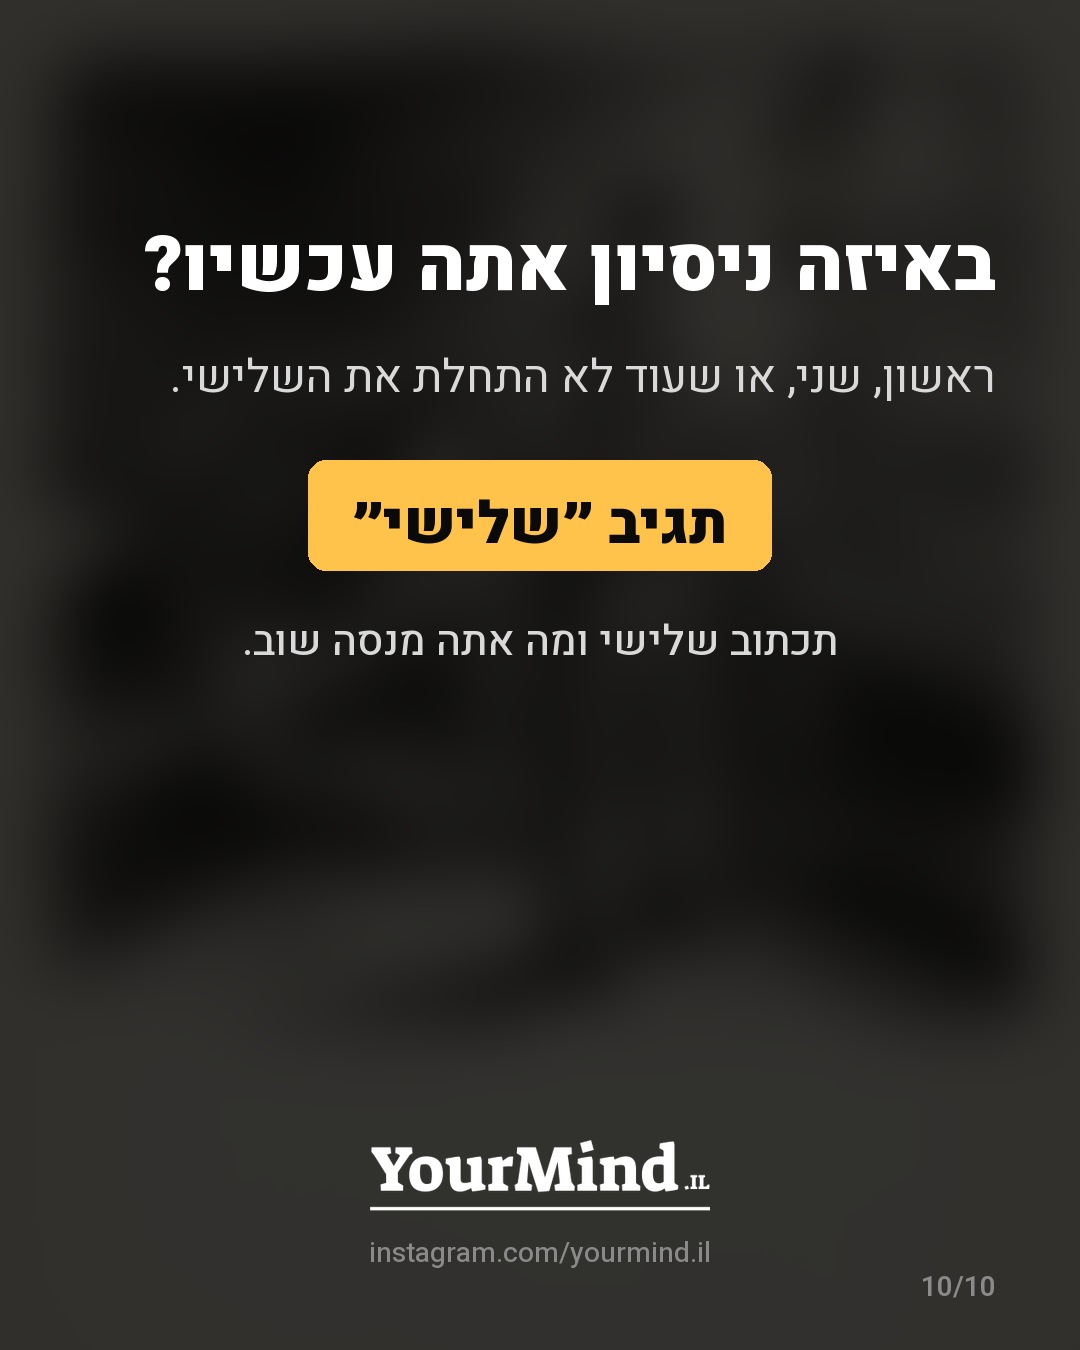 באיזה ניסיון אתה עכשיו?
ראשון, שני, או שעוד לא התחלת את השלישי.
תגיב ״שלישי״
תכתוב שלישי ומה אתה מנסה שוב.
YourMind.IL
instagram.com/yourmind.il
10/10